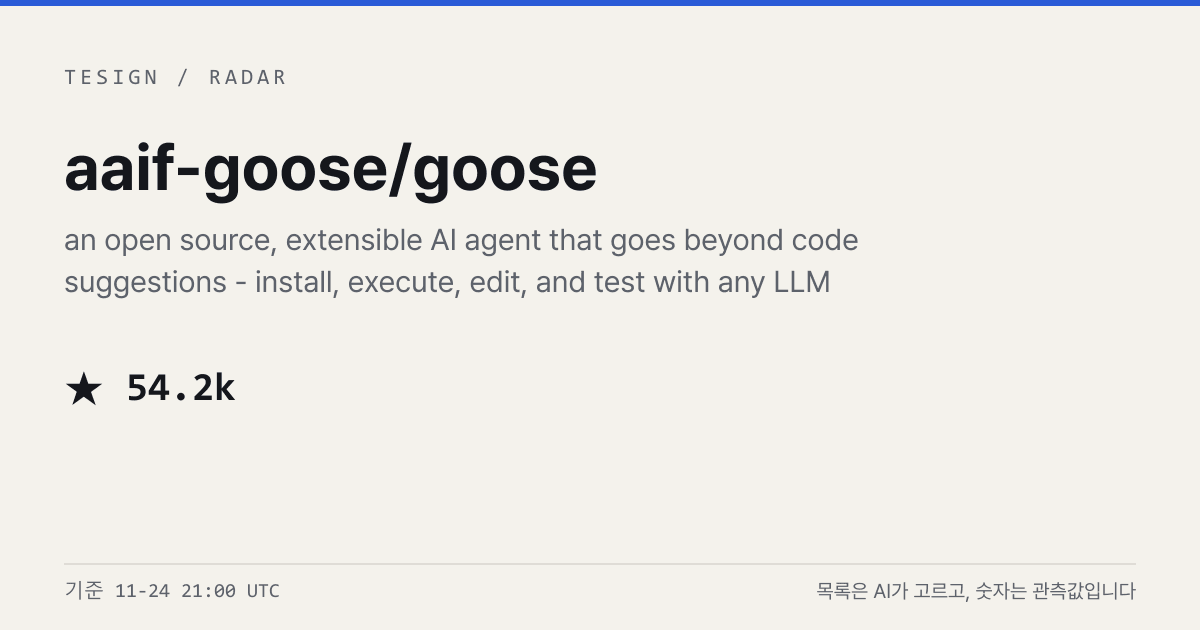 TESIGN / RADAR
aaif-goose/goose
an open source, extensible AI agent that goes beyond code
suggestions - install, execute, edit, and test with any LLM
★ 54.2k
기준 11-24 21:00 UTC
목록은 AI가 고르고, 숫자는 관측값입니다